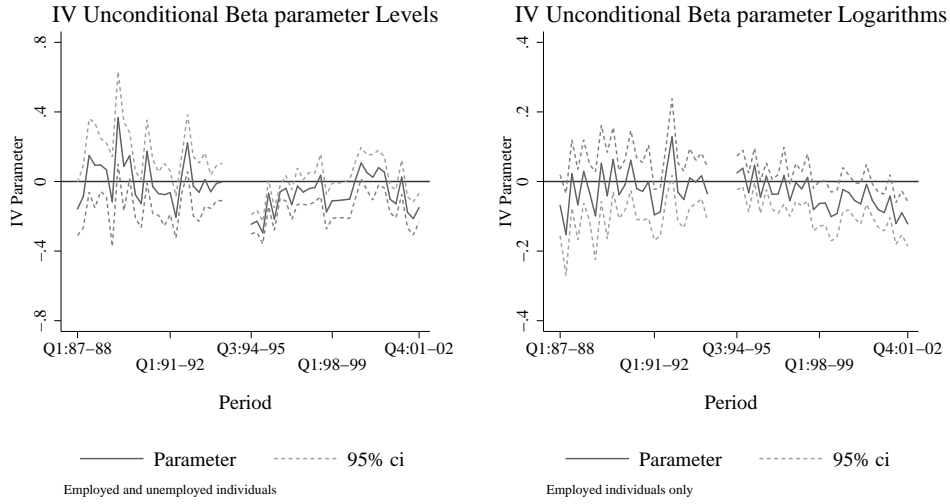 IV Unconditional Beta parameter Levels
.8
.4
0
−.4
−.8
IV Parameter
Q1:87−88
Q3:94−95
Q4:01−02
Q1:91−92
Q1:98−99
Period
Parameter
95% ci
Employed and unemployed individuals
IV Unconditional Beta parameter Logarithms
.4
.2
0
−.2
−.4
IV Parameter
Q1:87−88
Q3:94−95
Q4:01−02
Q1:91−92
Q1:98−99
Period
Parameter
95% ci
Employed individuals only